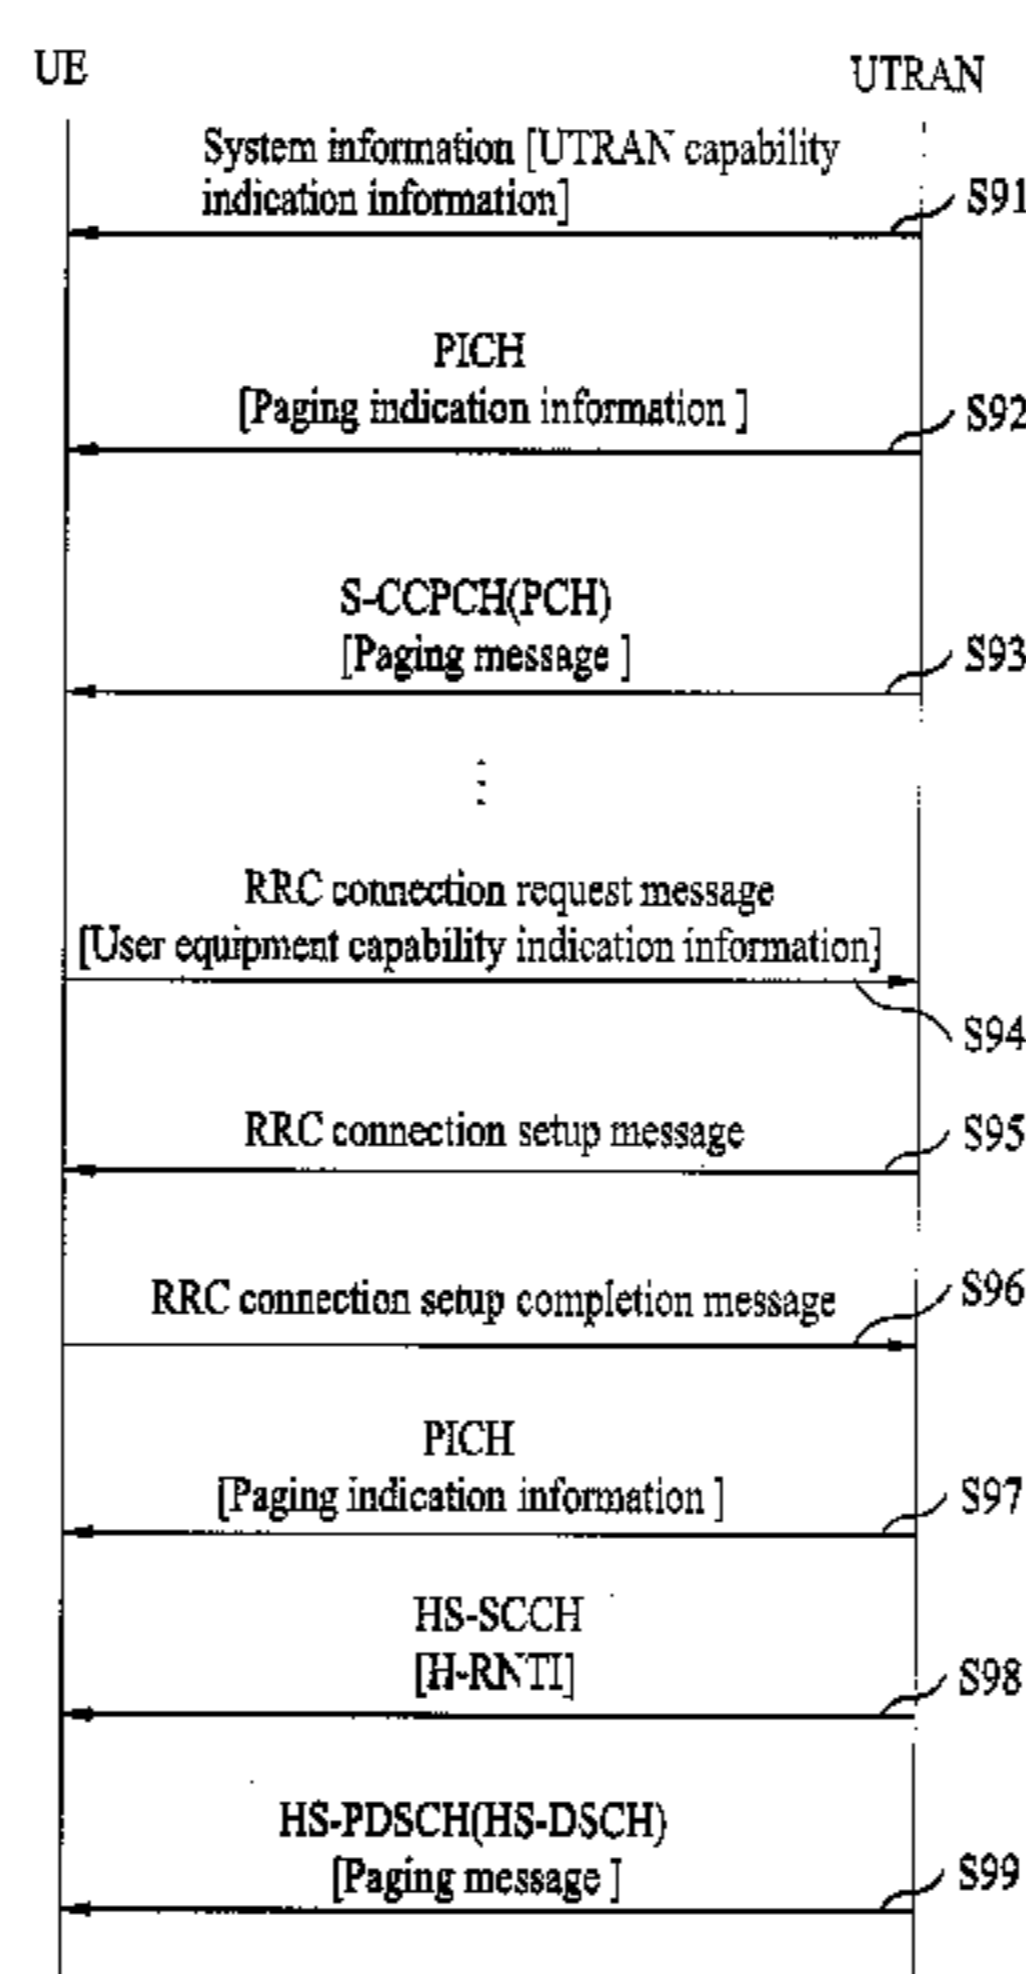 UE
UTRAN
System information [UTRAN capability
indication information]
S91
PICH
[Paging indication information ]
S92
S-CCPCH(PCH)
[Paging message ]
S93
RRC connection request message
[User equipment capability indication information]
S94
RRC connection setup message
S95
RRC connection setup completion message
S96
PICH
[Paging indication information ]
S97
HS-SCCH
[H-RNTI]
S98
HS-PDSCH(HS-DSCH)
[Paging message ]
S99